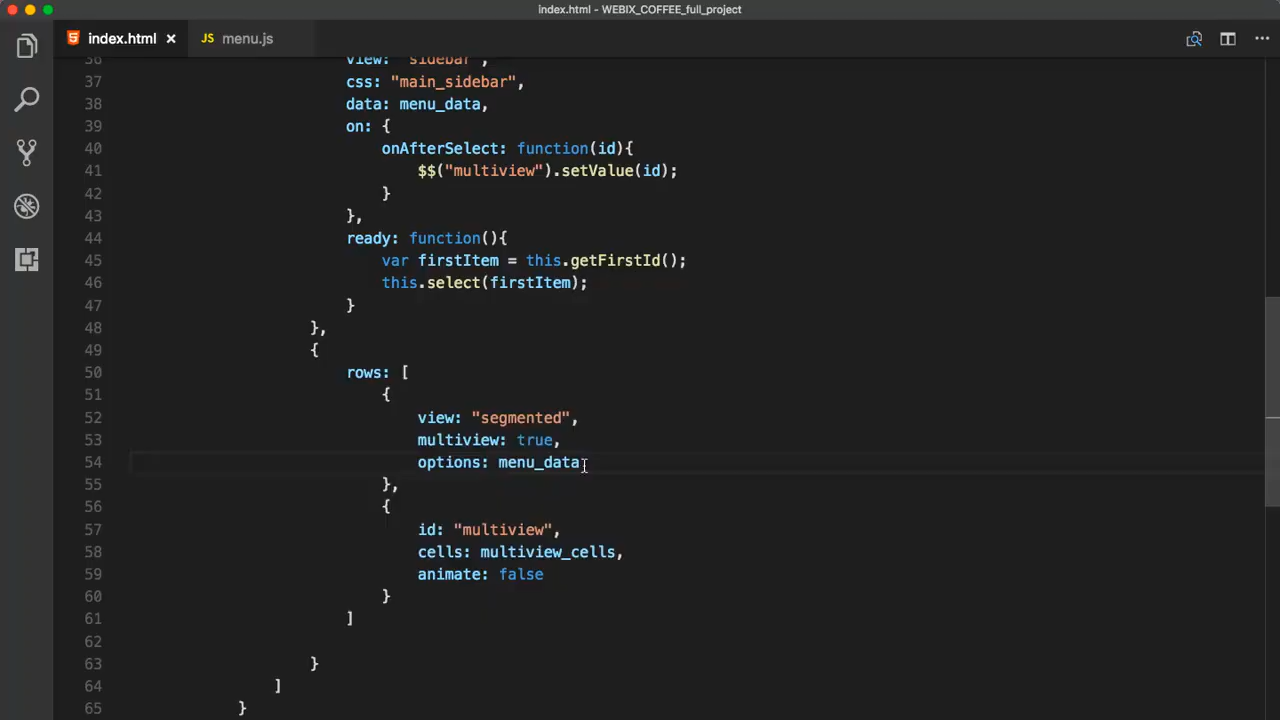 index.html - WEBIX_COFFEE_full_project
index.html × JS menu.js ...
36 view: "sidebar",
37 css: "main_sidebar",
38 data: menu_data,
39 on: {
40 onAfterSelect: function(id){
41 $$("multiview").setValue(id);
42 }
43 },
44 ready: function(){
45 var firstItem = this.getFirstId();
46 this.select(firstItem);
47 }
48 },
49 {
50 rows: [
51 {
52 view: "segmented",
53 multiview: true,
54 options: menu_data
55 },
56 {
57 id: "multiview",
58 cells: multiview_cells,
59 animate: false
60 }
61 ]
62
63 }
64 ]
65 }